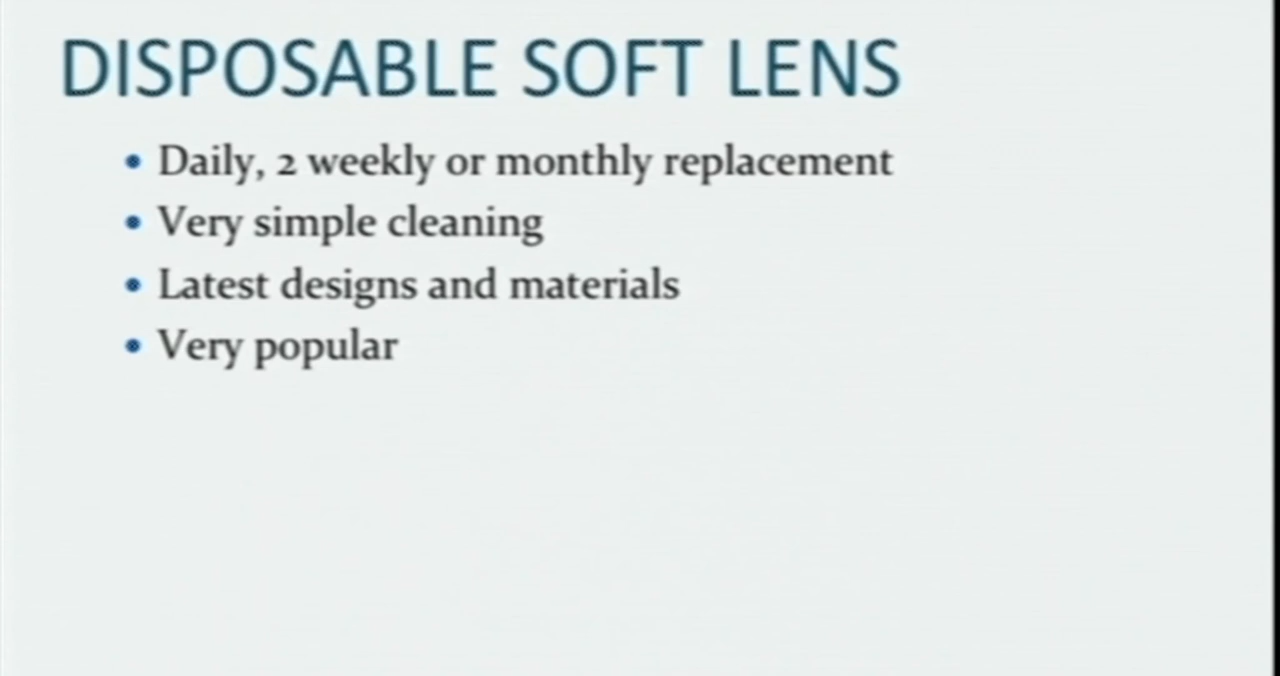 DISPOSABLE SOFT LENS
• Daily, 2 weekly or monthly replacement
• Very simple cleaning
• Latest designs and materials
• Very popular